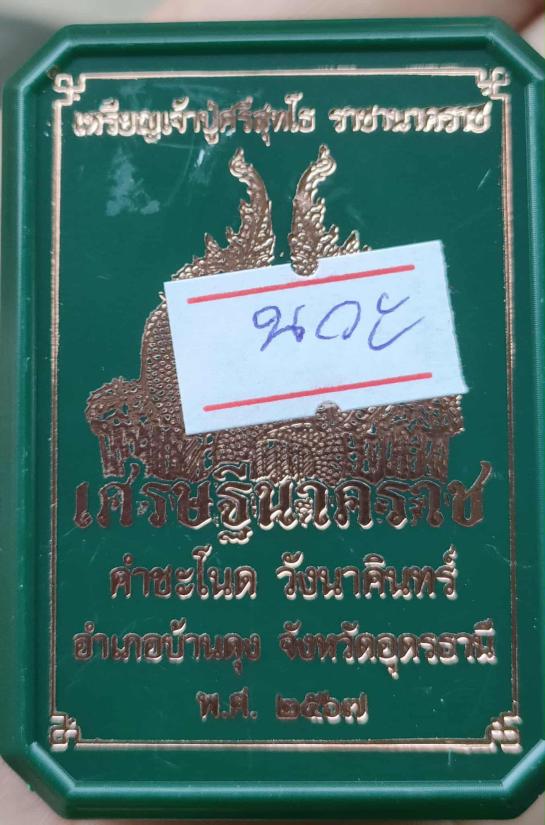 เหรียญเจ้าปู่ศรีสุทโธ ราชานาคราช
นวะ
เศรษฐีนาคราช
คำชะโนด วังนาคินทร์
อำเภอบ้านดุง จังหวัดอุดรธานี
พ.ศ. ๒๕๖๗